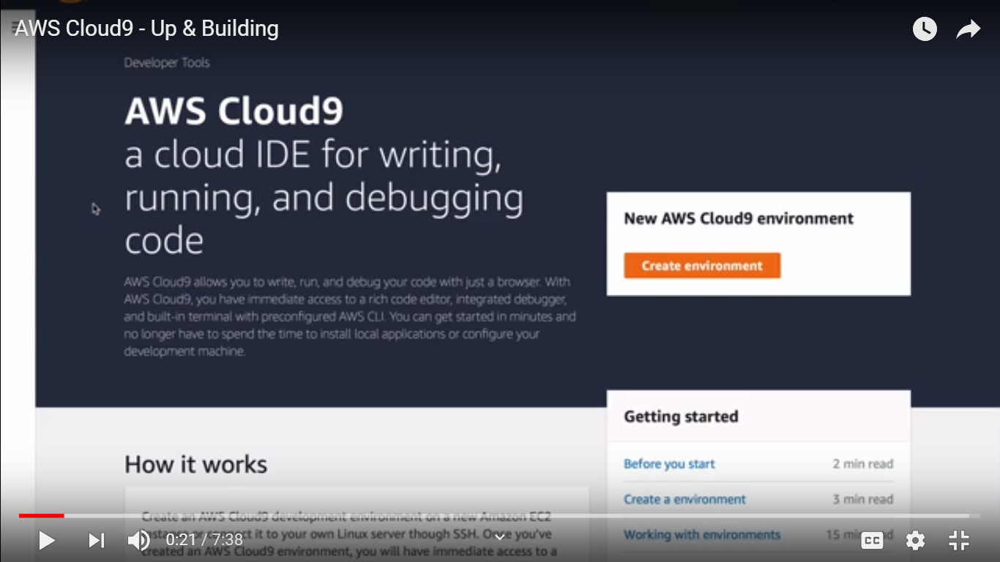 AWS Cloud9 - Up & Building
Developer Tools
AWS Cloud9
a cloud IDE for writing,
running, and debugging
code
AWS Cloud9 allows you to write, run, and debug your code with just a browser. With
AWS Cloud9, you have immediate access to a rich code editor, integrated debugger,
and built-in terminal with preconfigured AWS CLI. You can get started in minutes and
no longer have to spend the time to install local applications or configure your
development machine.
New AWS Cloud9 environment
Create environment
How it works
Create an AWS Cloud9 development environment on a new Amazon EC2
instance or connect it to your own Linux server though SSH. Once you've
created an AWS Cloud9 environment, you will have immediate access to a
Getting started
Before you start 2 min read
Create a environment 3 min read
Working with environments 15 min read
0:21 / 7:38
CC